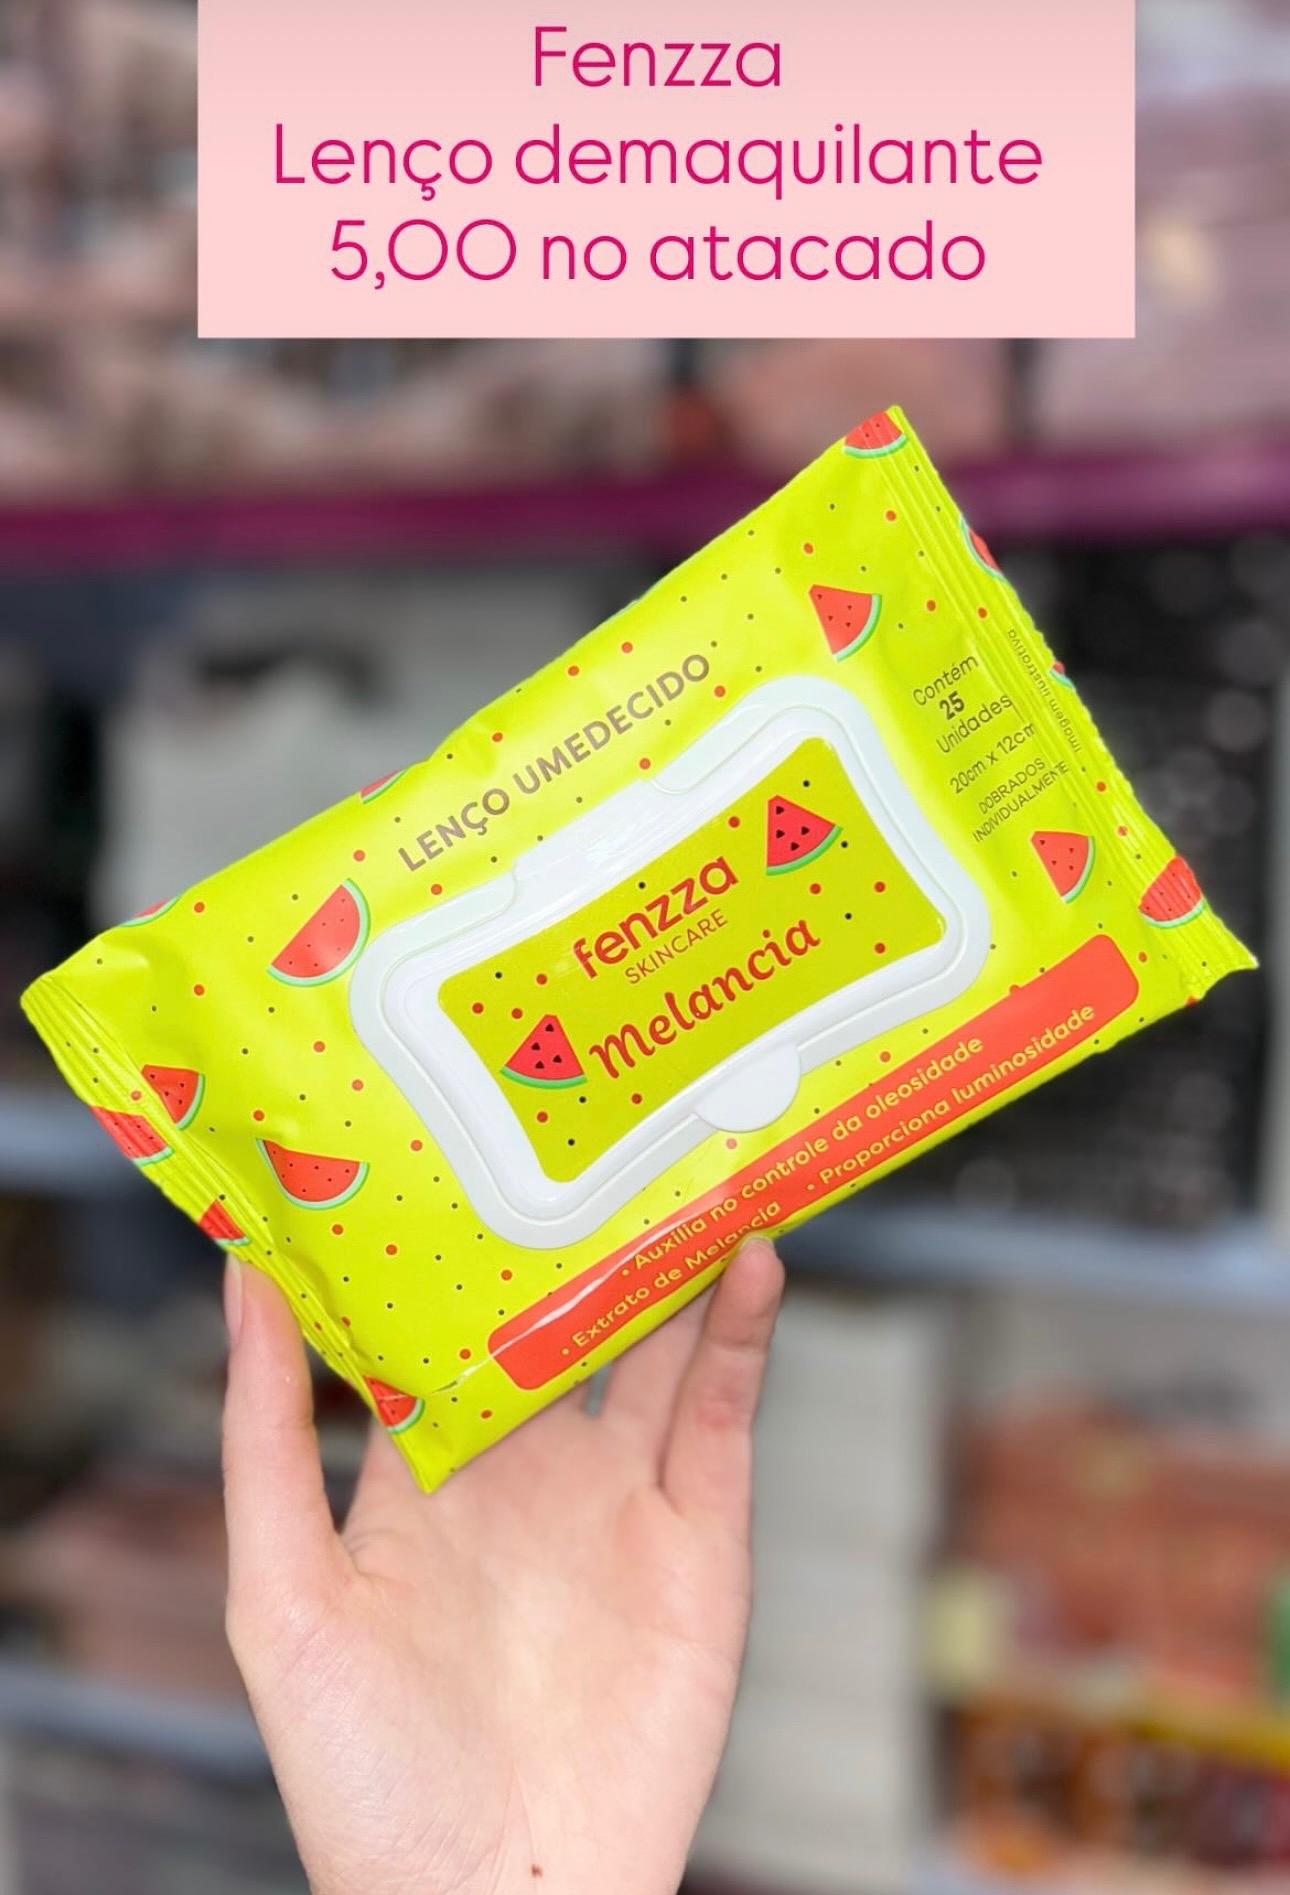 Fenzza
Lenço demaquilante
5,00 no atacado
LENÇO UMEDECIDO
Contém
25
Unidades
20cm x 12cm
DOBRADOS
INDIVIDUALMENTE
Imagem ilustrativa
fenzza
SKINCARE
Melancia
• Auxilia no controle da oleosidade
• Extrato de Melancia • Proporciona luminosidade